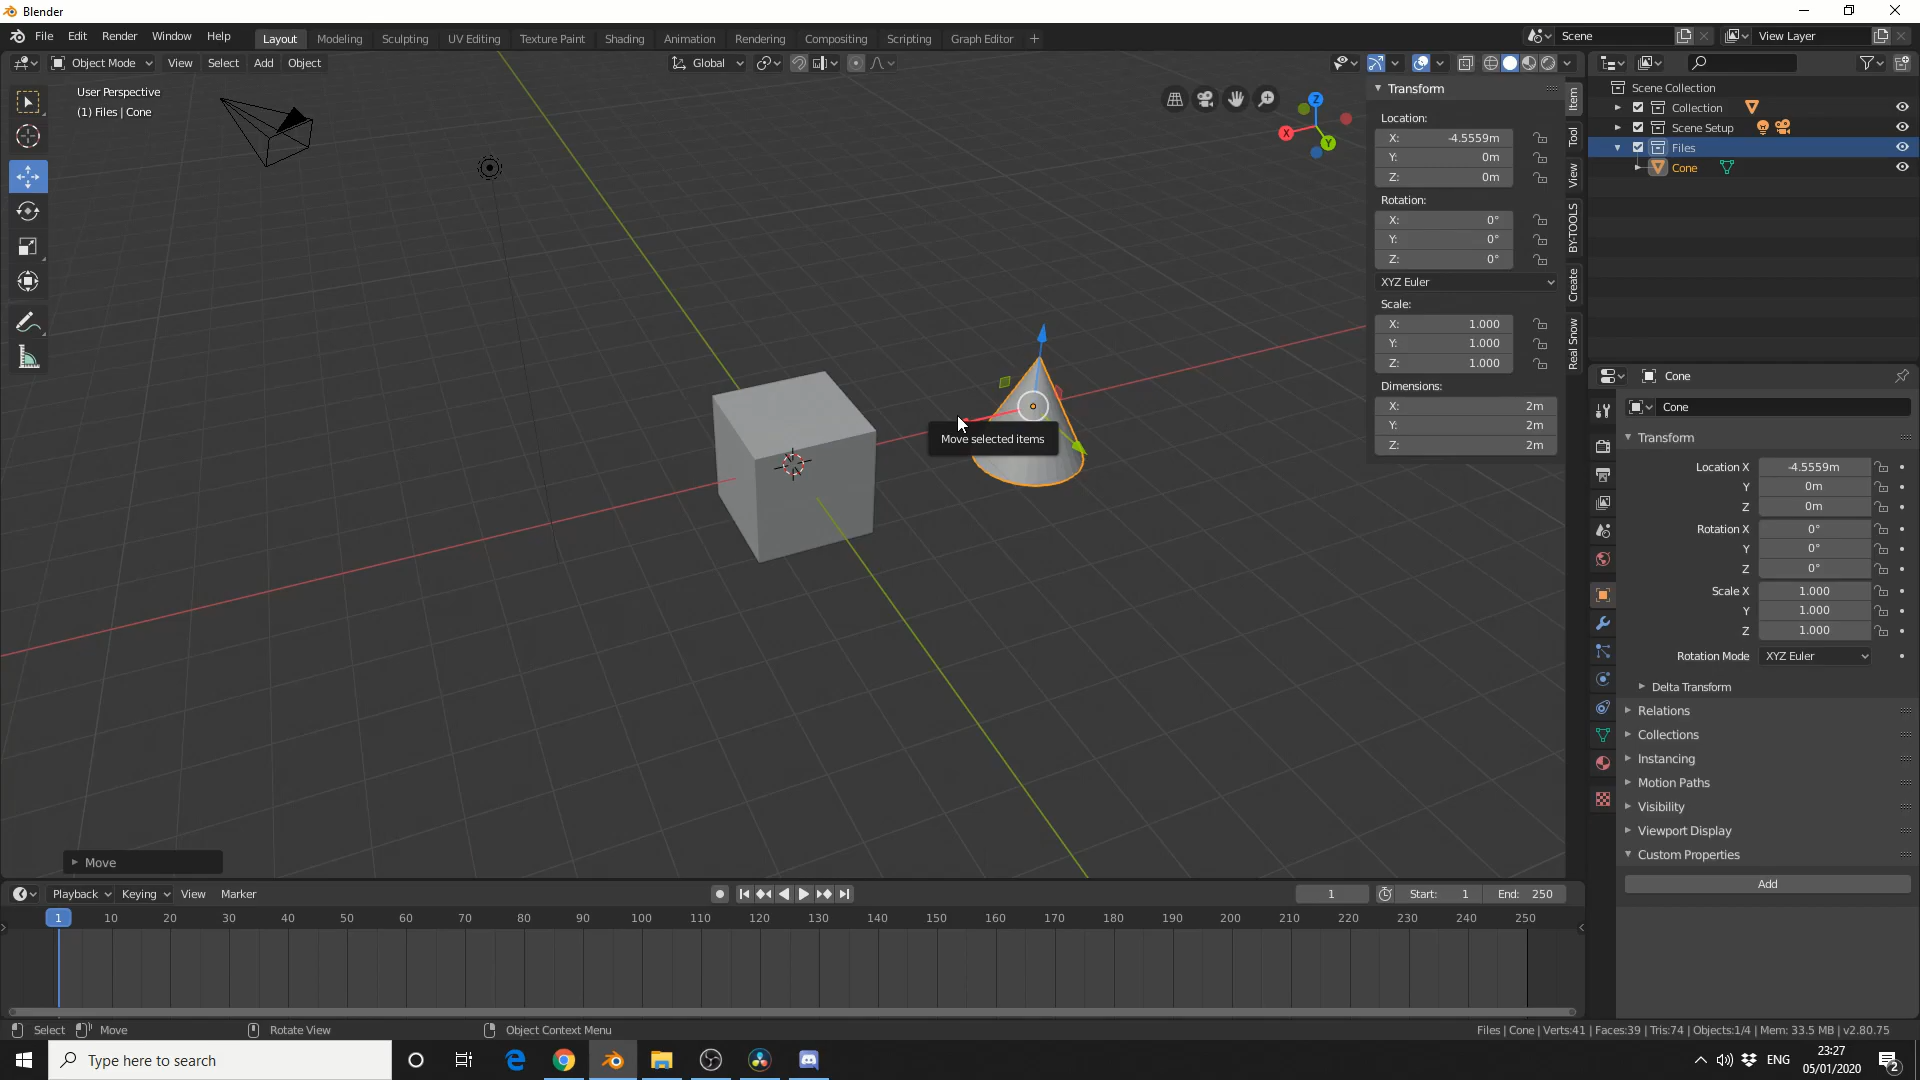 Blender
File Edit Render Window Help Layout Modeling Sculpting UV Editing Texture Paint Shading Animation Rendering Compositing Scripting Graph Editor + Scene View Layer
Object Mode View Select Add Object Global
User Perspective
(1) Files | Cone
Z
X
Y
Transform
Location:
X: -4.5559m
Y: 0m
Z: 0m
Rotation:
X: 0°
Y: 0°
Z: 0°
XYZ Euler
Scale:
X: 1.000
Y: 1.000
Z: 1.000
Dimensions:
X: 2m
Y: 2m
Z: 2m
Item
Tool
View
BY-TOOLS
Create
Real Snow
Move selected items
Move
Scene Collection
Collection
Scene Setup
Files
Cone
Cone
Cone
Transform
Location X -4.5559m
Y 0m
Z 0m
Rotation X 0°
Y 0°
Z 0°
Scale X 1.000
Y 1.000
Z 1.000
Rotation Mode XYZ Euler
Delta Transform
Relations
Collections
Instancing
Motion Paths
Visibility
Viewport Display
Custom Properties
Add
Playback Keying View Marker 1 Start: 1 End: 250
1 10 20 30 40 50 60 70 80 90 100 110 120 130 140 150 160 170 180 190 200 210 220 230 240 250
Select Move Rotate View Object Context Menu Files | Cone | Verts:41 | Faces:39 | Tris:74 | Objects:1/4 | Mem: 33.5 MB | v2.80.75
Type here to search ENG 23:27
05/01/2020
2